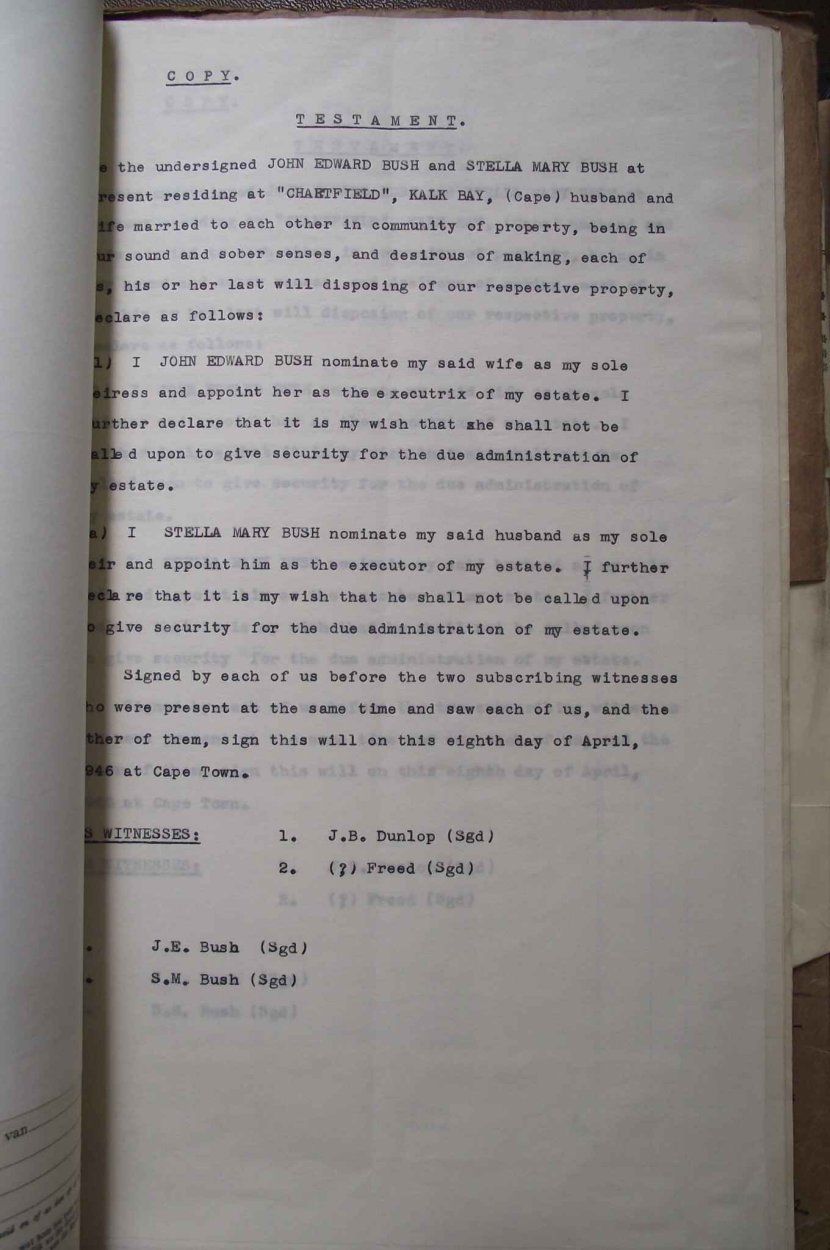 C O P Y.
T E S T A M E N T.
e the undersigned JOHN EDWARD BUSH and STELLA MARY BUSH at
resent residing at "CHARTFIELD", KALK BAY, (Cape) husband and
ife married to each other in community of property, being in
ur sound and sober senses, and desirous of making, each of
s, his or her last will disposing of our respective property,
eclare as follows:
1) I JOHN EDWARD BUSH nominate my said wife as my sole
eiress and appoint her as the executrix of my estate. I
urther declare that it is my wish that she shall not be
alled upon to give security for the due administration of
y estate.
a) I STELLA MARY BUSH nominate my said husband as my sole
eir and appoint him as the executor of my estate. I further
eclare that it is my wish that he shall not be called upon
o give security for the due administration of my estate.
Signed by each of us before the two subscribing witnesses
ho were present at the same time and saw each of us, and the
ther of them, sign this will on this eighth day of April,
946 at Cape Town.
S WITNESSES: 1. J.B. Dunlop (Sgd)
2. (?) Freed (Sgd)
. J.E. Bush (Sgd)
. S.M. Bush (Sgd)
van